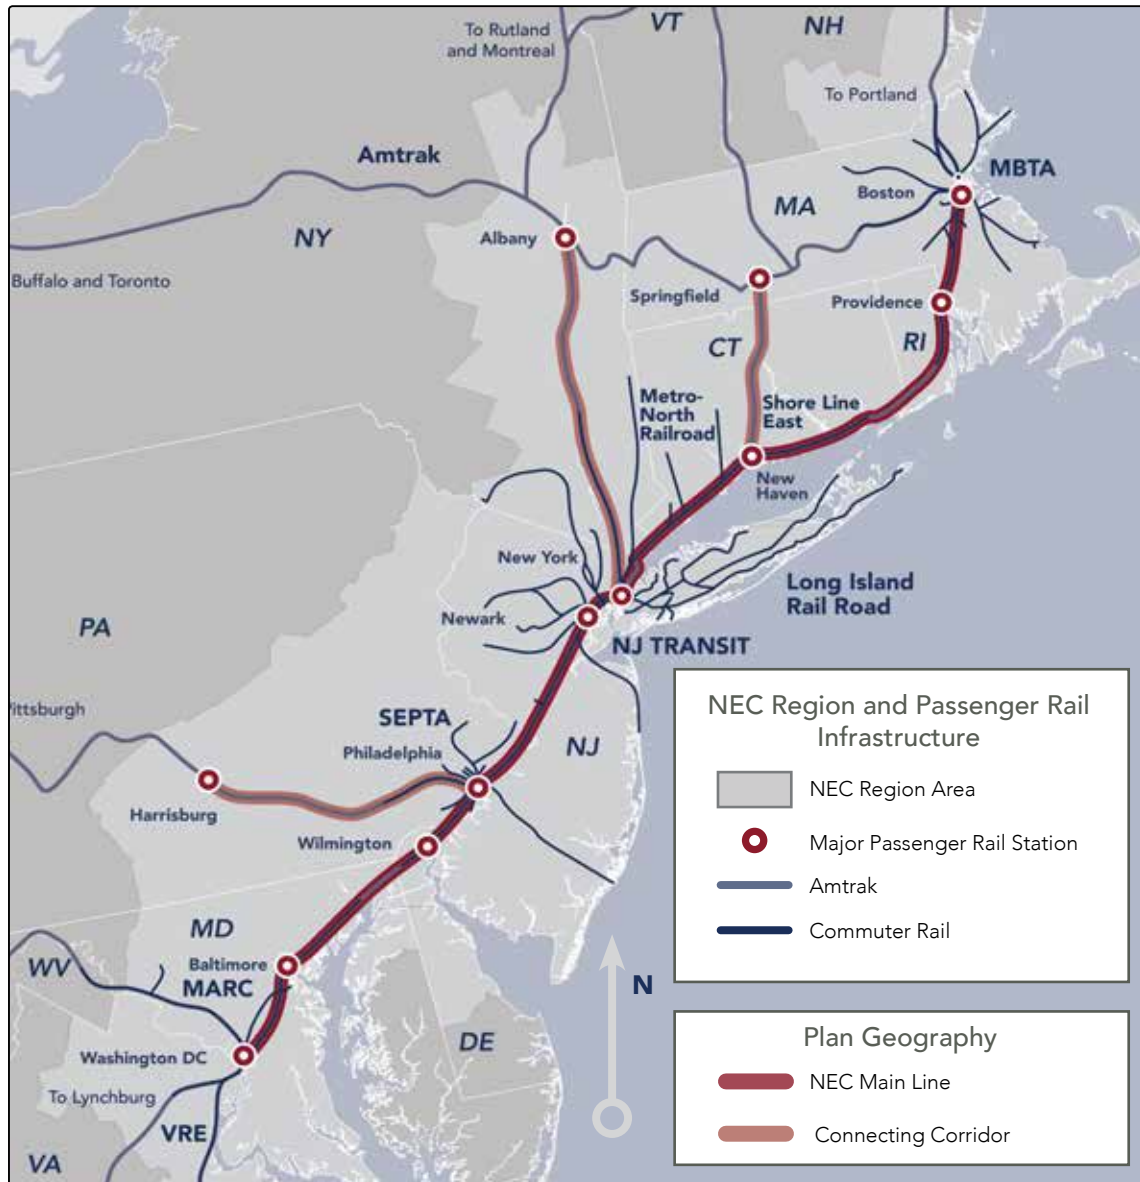 To Rutland
and Montreal
VT
NH
To Portland
Amtrak
MBTA
Boston
MA
NY
Albany
Buffalo and Toronto
Springfield
Providence
CT
RI
Metro-
North
Railroad
Shore Line
East
New
Haven
New York
Long Island
Rail Road
Newark
PA
NJ TRANSIT
ittsburgh
SEPTA
Philadelphia
NJ
Harrisburg
Wilmington
MD
WV
Baltimore
MARC
N
DE
Washington DC
To Lynchburg
VRE
VA
NEC Region and Passenger Rail
Infrastructure
NEC Region Area
Major Passenger Rail Station
Amtrak
Commuter Rail
Plan Geography
NEC Main Line
Connecting Corridor